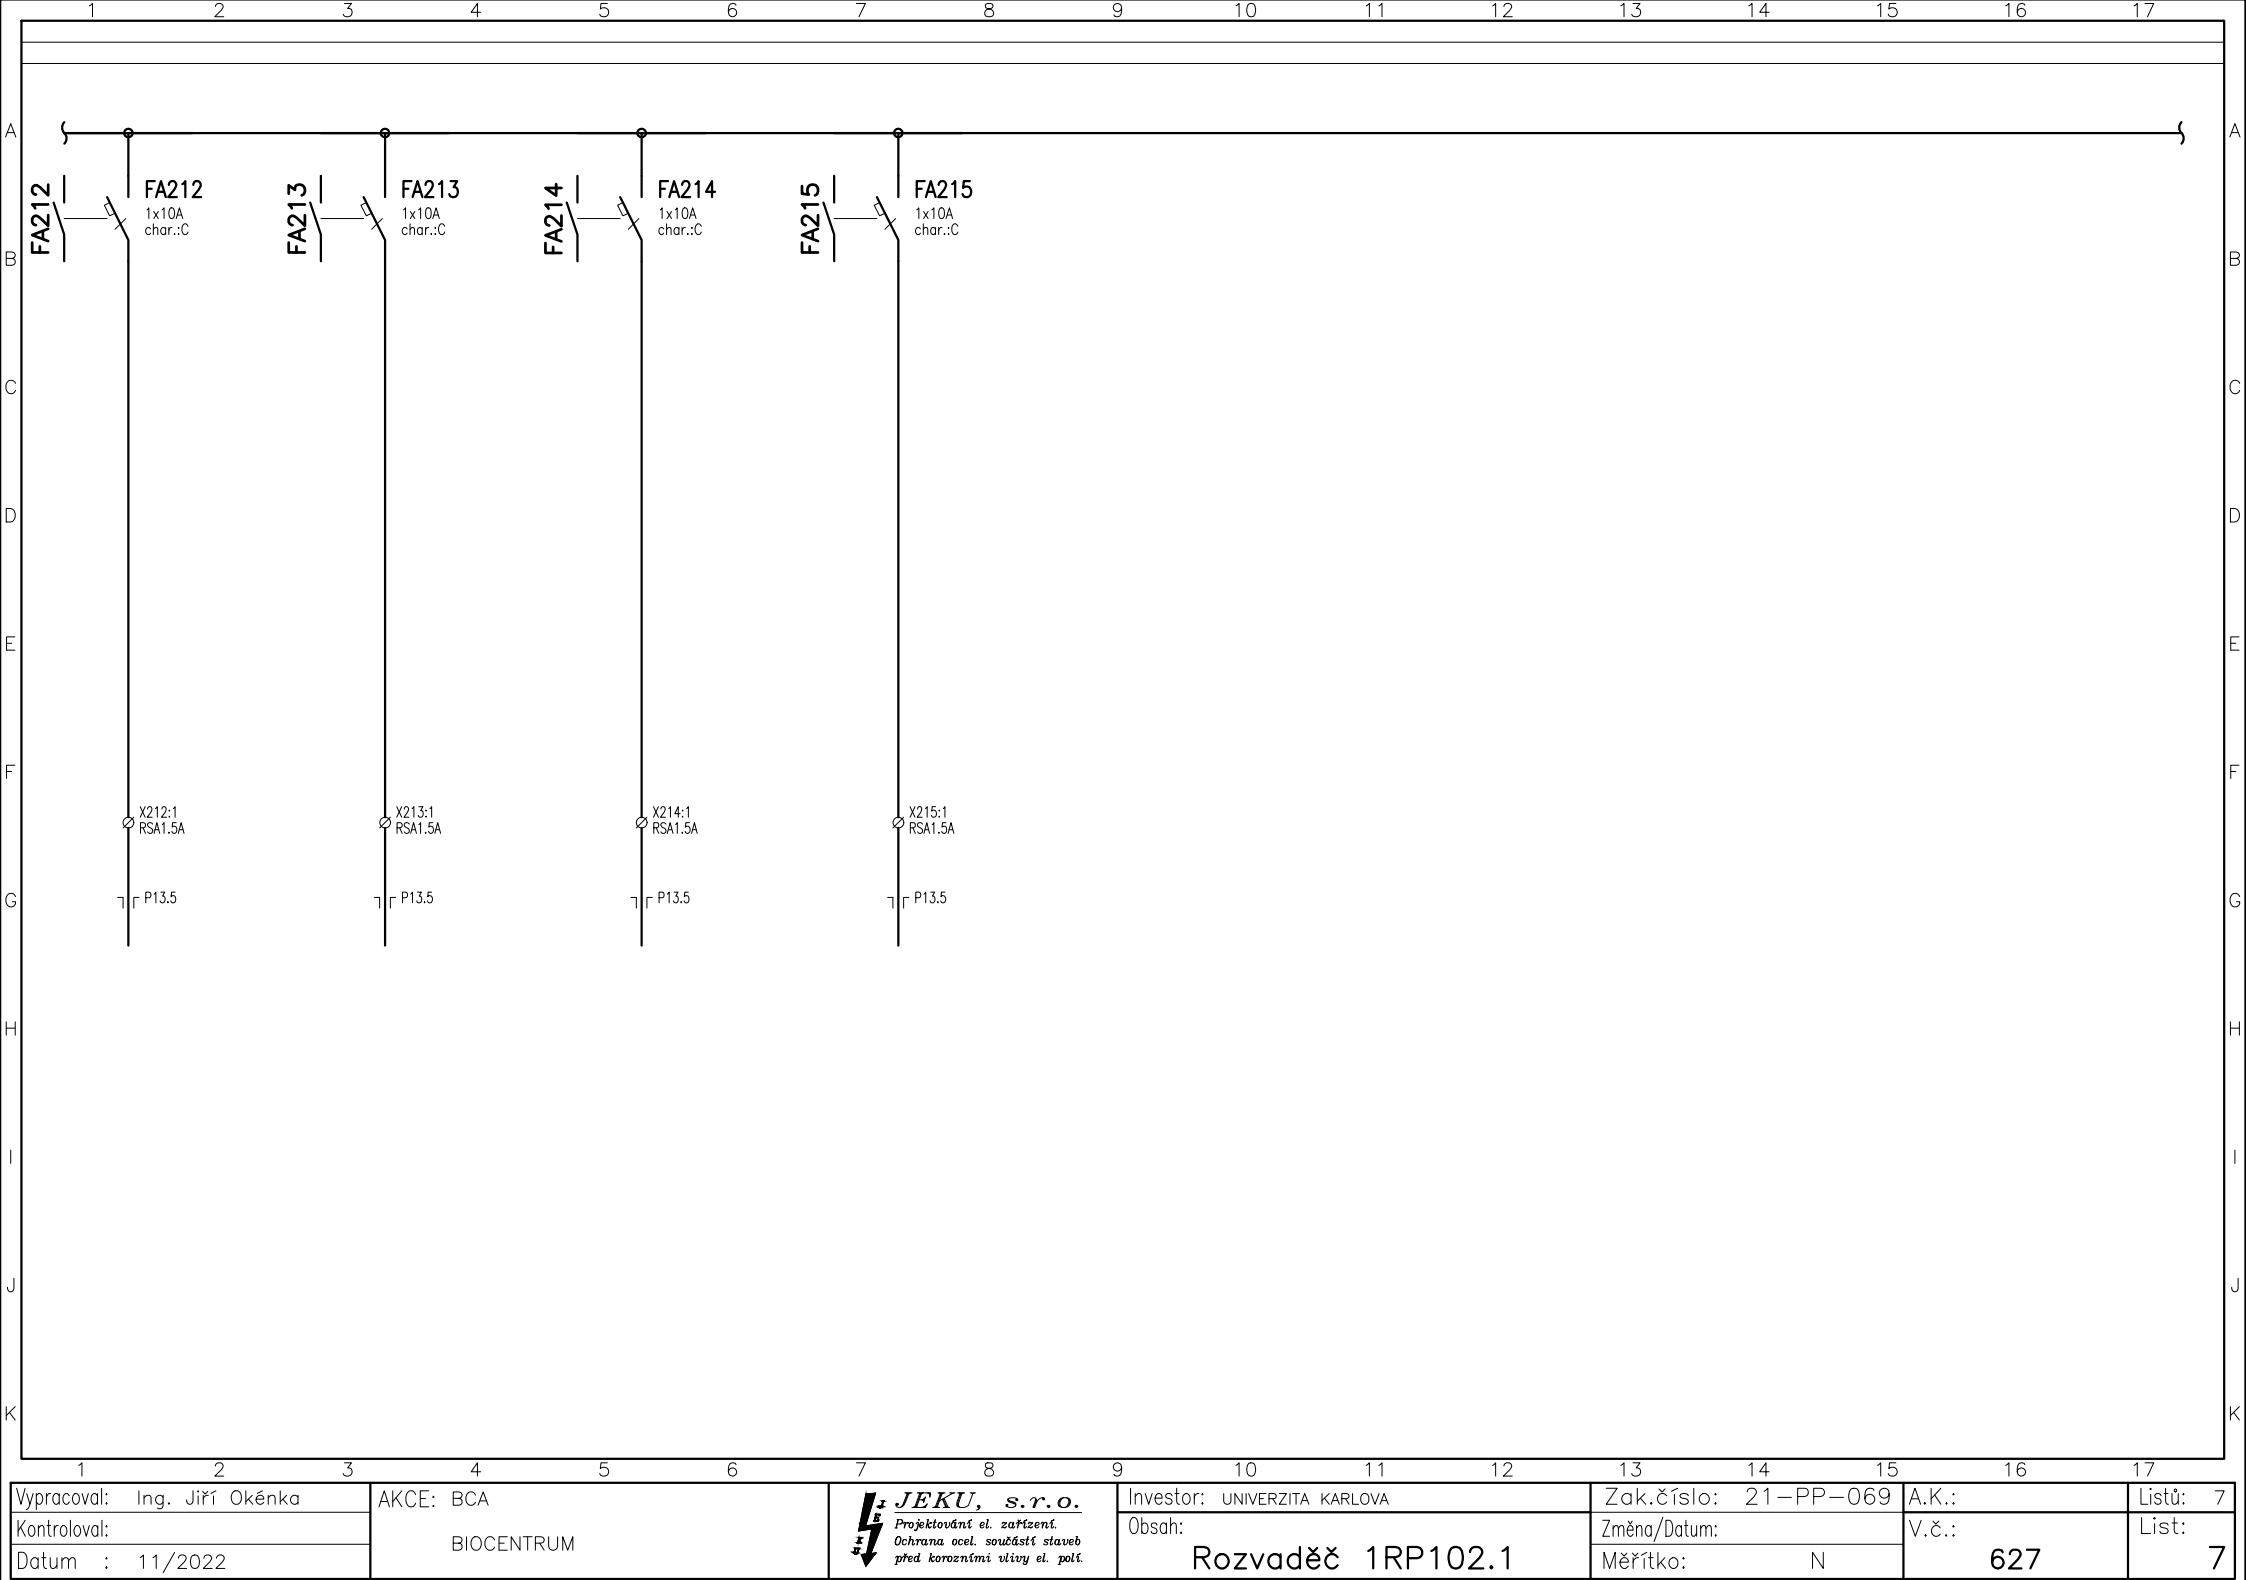 1 2 3 4 5 6 7 8 9 10 11 12 13 14 15 16 17
A A
FA212 FA212 FA213 FA213 FA214 FA214 FA215 FA215
1x10A 1x10A 1x10A 1x10A
char.:C char.:C char.:C char.:C
B B
C C
D D
E E
F F
X212:1 X213:1 X214:1 X215:1
RSA1.5A RSA1.5A RSA1.5A RSA1.5A
G P13.5 P13.5 P13.5 P13.5 G
H H
I I
J J
K K
1 2 3 4 5 6 7 8 9 10 11 12 13 14 15 16 17
Vypracoval: Ing. Jiří Okénka
Kontroloval:
Datum : 11/2022
AKCE: BCA
BIOCENTRUM
JEKU, s.r.o.
Projektování el. zařízení.
Ochrana ocel. součástí staveb
před korozními vlivy el. polí.
Investor: UNIVERZITA KARLOVA
Obsah:
Rozvaděč 1RP102.1
Zak.číslo: 21-PP-069
Změna/Datum:
Měřítko: N
A.K.:
V.č.:
627
Listů: 7
List:
7